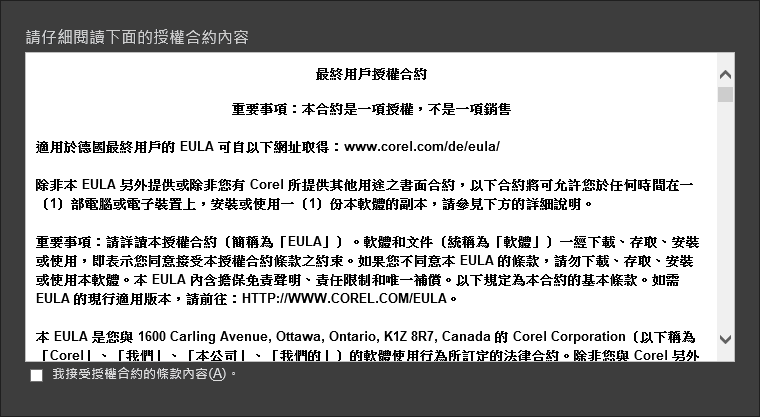 請仔細閱讀下面的授權合約內容
最終用戶授權合約
重要事項：本合約是一項授權，不是一項銷售
適用於德國最終用戶的 EULA 可自以下網址取得：www.corel.com/de/eula/
除非本 EULA 另外提供或除非您有 Corel 所提供其他用途之書面合約，以下合約將可允許您於任何時間在一
（1）部電腦或電子裝置上，安裝或使用一（1）份本軟體的副本，請參見下方的詳細說明。
重要事項：請詳讀本授權合約（簡稱為「EULA」）。軟體和文件（統稱為「軟體」）一經下載、存取、安裝
或使用，即表示您同意接受本授權合約條款之約束。如果您不同意本 EULA 的條款，請勿下載、存取、安裝
或使用本軟體。本 EULA 內含擔保免責聲明、責任限制和唯一補償。以下規定為本合約的基本條款。如需
EULA 的現行適用版本，請前往：HTTP://WWW.COREL.COM/EULA。
本 EULA 是您與 1600 Carling Avenue, Ottawa, Ontario, K1Z 8R7, Canada 的 Corel Corporation（以下稱為
「Corel」、「我們」、「本公司」、「我們的」）的軟體使用行為所訂定的法律合約。除非您與 Corel 另外
我接受授權合約的條款內容(A)。